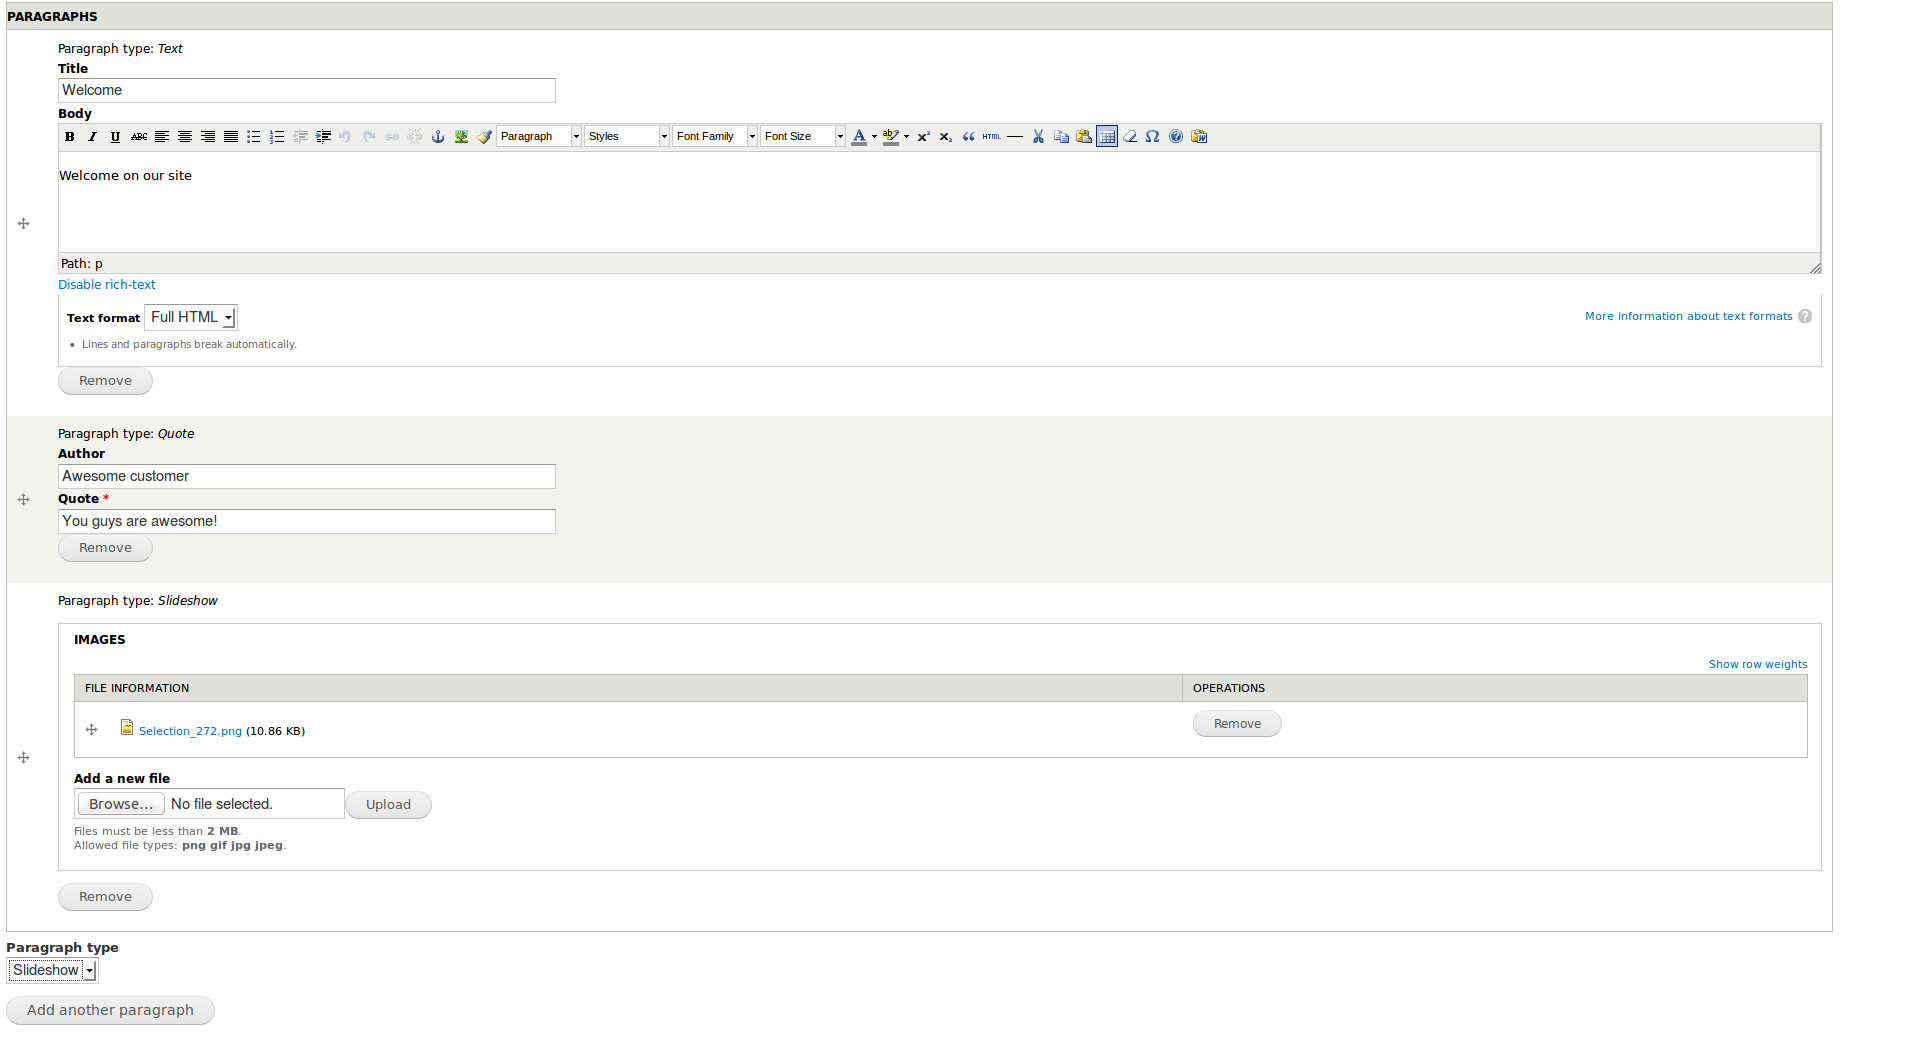 PARAGRAPHS
Paragraph type: Text
Title
Welcome
Body
B I U ABC Paragraph Styles Font Family Font Size A ab x² x₂ “ HTML — Ω ?
Welcome on our site
Path: p
Disable rich-text
Text format Full HTML More information about text formats ?
• Lines and paragraphs break automatically.
Remove
Paragraph type: Quote
Author
Awesome customer
Quote *
You guys are awesome!
Remove
Paragraph type: Slideshow
IMAGES
Show row weights
FILE INFORMATION OPERATIONS
Selection_272.png (10.86 KB) Remove
Add a new file
Browse... No file selected. Upload
Files must be less than 2 MB.
Allowed file types: png gif jpg jpeg.
Remove
Paragraph type
Slideshow
Add another paragraph